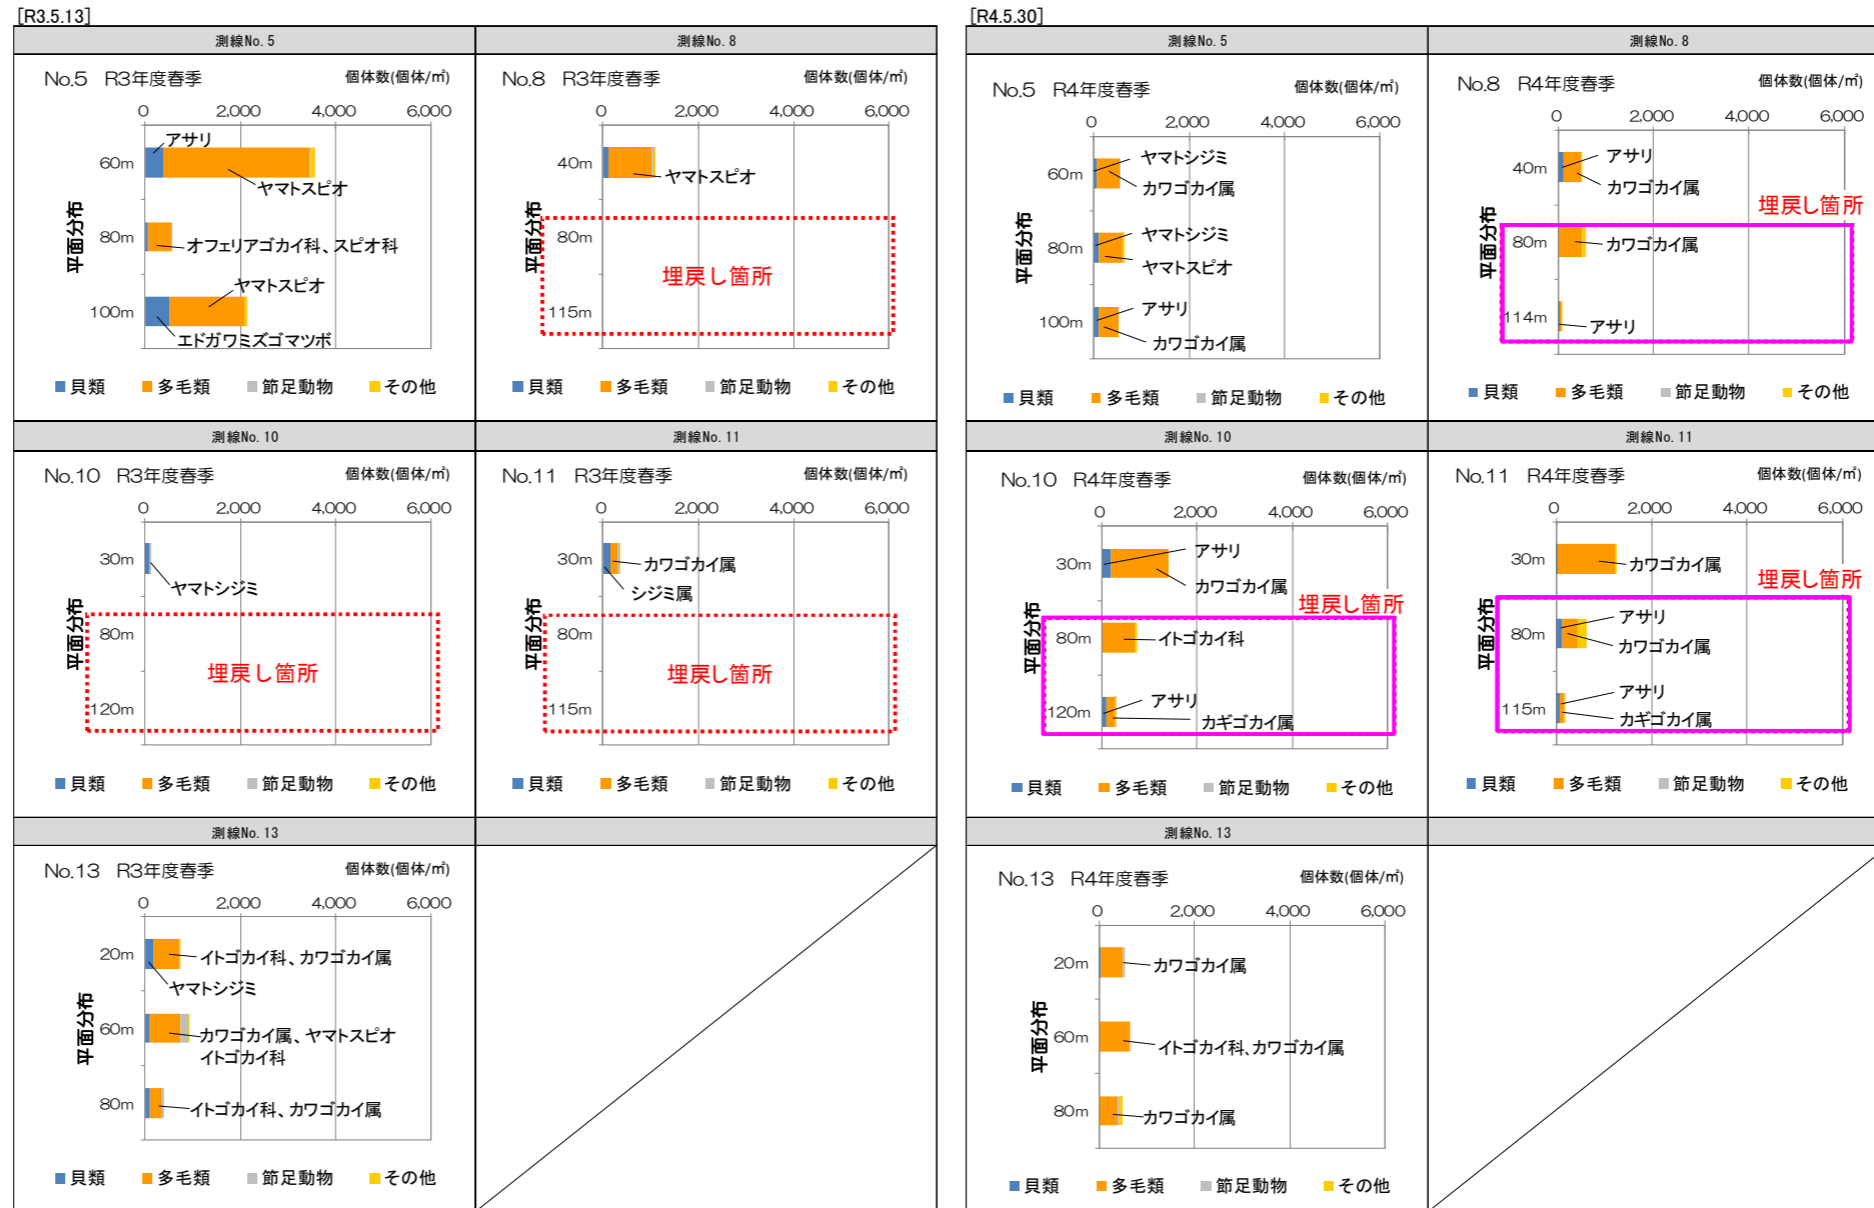 [R3.5.13]
測線No. 5
測線No. 8
No.5 R3年度春季
個体数(個体/㎡)
0 2,000 4,000 6,000
平面分布
60m
アサリ
ヤマトスピオ
80m
オフェリアゴカイ科、スピオ科
100m
ヤマトスピオ
エドガワミズゴマツボ
貝類 多毛類 節足動物 その他
No.8 R3年度春季
個体数(個体/㎡)
0 2,000 4,000 6,000
平面分布
40m
ヤマトスピオ
80m
埋戻し箇所
115m
貝類 多毛類 節足動物 その他
測線No. 10
測線No. 11
No.10 R3年度春季
個体数(個体/㎡)
0 2,000 4,000 6,000
平面分布
30m
ヤマトシジミ
80m
埋戻し箇所
120m
貝類 多毛類 節足動物 その他
No.11 R3年度春季
個体数(個体/㎡)
0 2,000 4,000 6,000
平面分布
30m
カワゴカイ属
シジミ属
80m
埋戻し箇所
115m
貝類 多毛類 節足動物 その他
測線No. 13
No.13 R3年度春季
個体数(個体/㎡)
0 2,000 4,000 6,000
平面分布
20m
イトゴカイ科、カワゴカイ属
ヤマトシジミ
60m
カワゴカイ属、ヤマトスピオ
イトゴカイ科
80m
イトゴカイ科、カワゴカイ属
貝類 多毛類 節足動物 その他
[R4.5.30]
測線No. 5
測線No. 8
No.5 R4年度春季
個体数(個体/㎡)
0 2,000 4,000 6,000
平面分布
60m
ヤマトシジミ
カワゴカイ属
80m
ヤマトシジミ
ヤマトスピオ
100m
アサリ
カワゴカイ属
貝類 多毛類 節足動物 その他
No.8 R4年度春季
個体数(個体/㎡)
0 2,000 4,000 6,000
平面分布
40m
アサリ
カワゴカイ属
埋戻し箇所
80m
カワゴカイ属
114m
アサリ
貝類 多毛類 節足動物 その他
測線No. 10
測線No. 11
No.10 R4年度春季
個体数(個体/㎡)
0 2,000 4,000 6,000
平面分布
30m
アサリ
カワゴカイ属
埋戻し箇所
80m
イトゴカイ科
120m
アサリ
カギゴカイ属
貝類 多毛類 節足動物 その他
No.11 R4年度春季
個体数(個体/㎡)
0 2,000 4,000 6,000
平面分布
30m
カワゴカイ属
埋戻し箇所
80m
アサリ
カワゴカイ属
115m
アサリ
カギゴカイ属
貝類 多毛類 節足動物 その他
測線No. 13
No.13 R4年度春季
個体数(個体/㎡)
0 2,000 4,000 6,000
平面分布
20m
カワゴカイ属
60m
イトゴカイ科、カワゴカイ属
80m
カワゴカイ属
貝類 多毛類 節足動物 その他